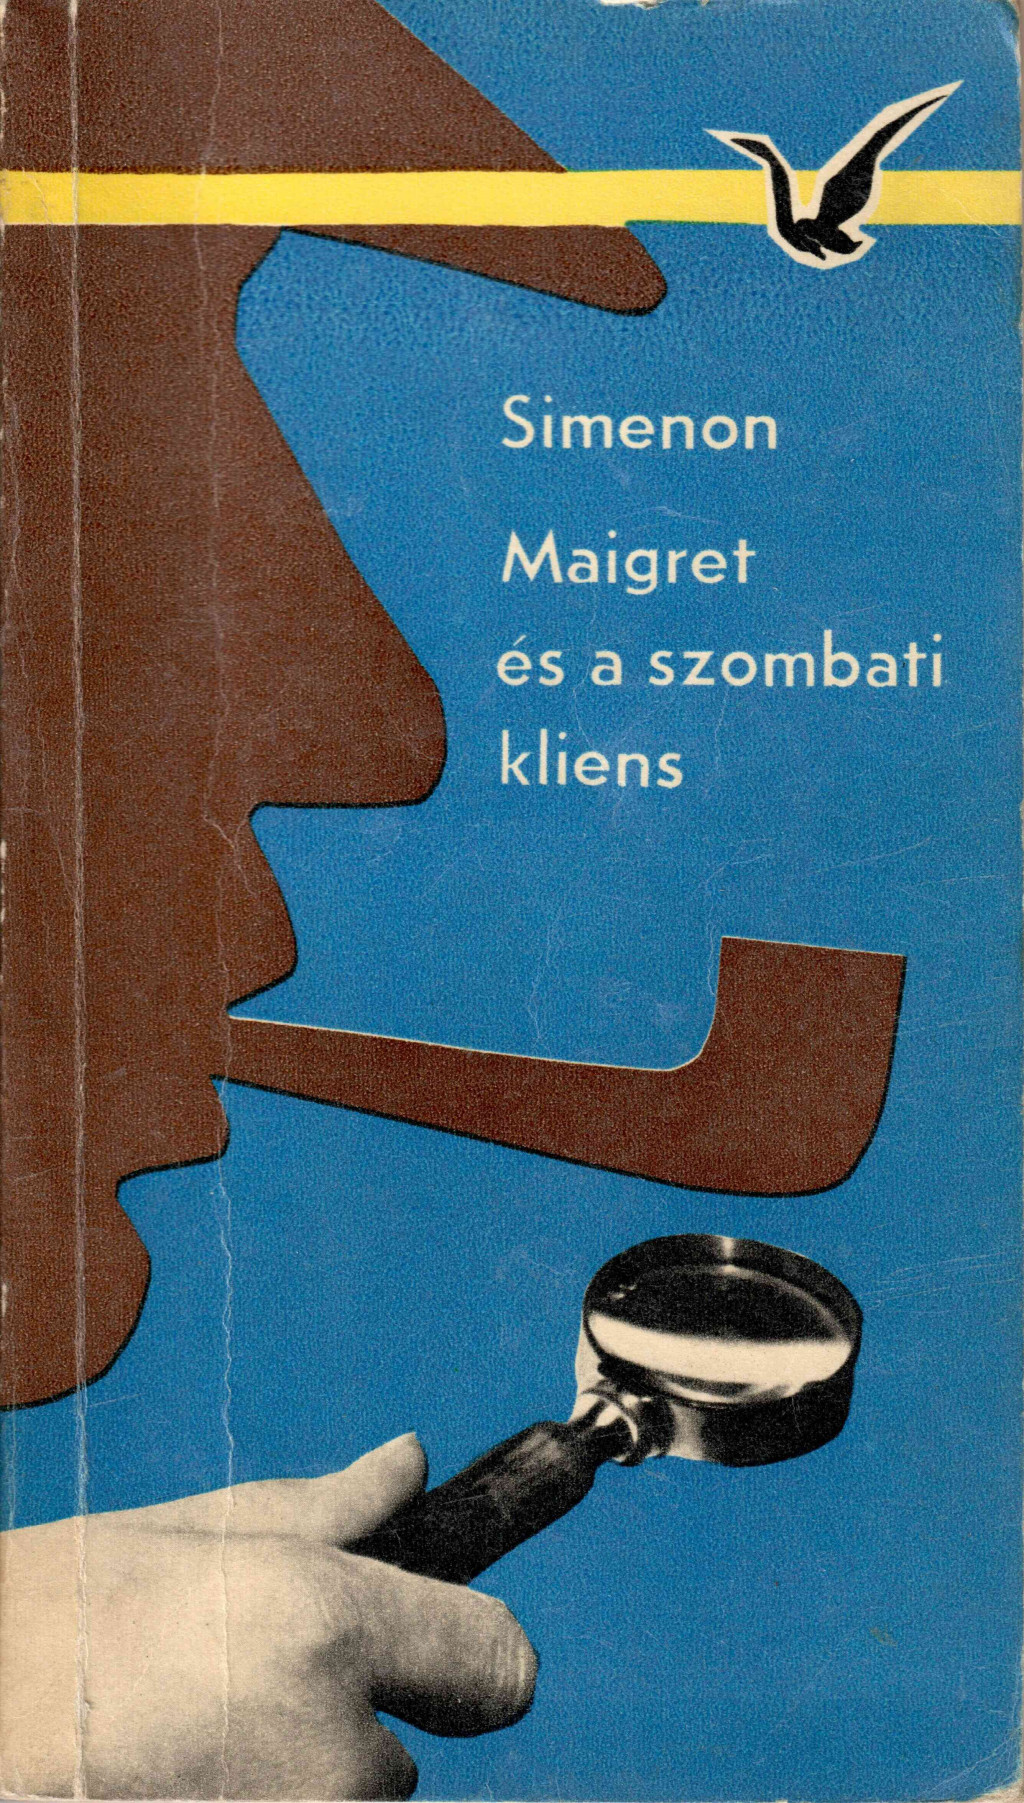 Simenon
Maigret
és a szombati
kliens